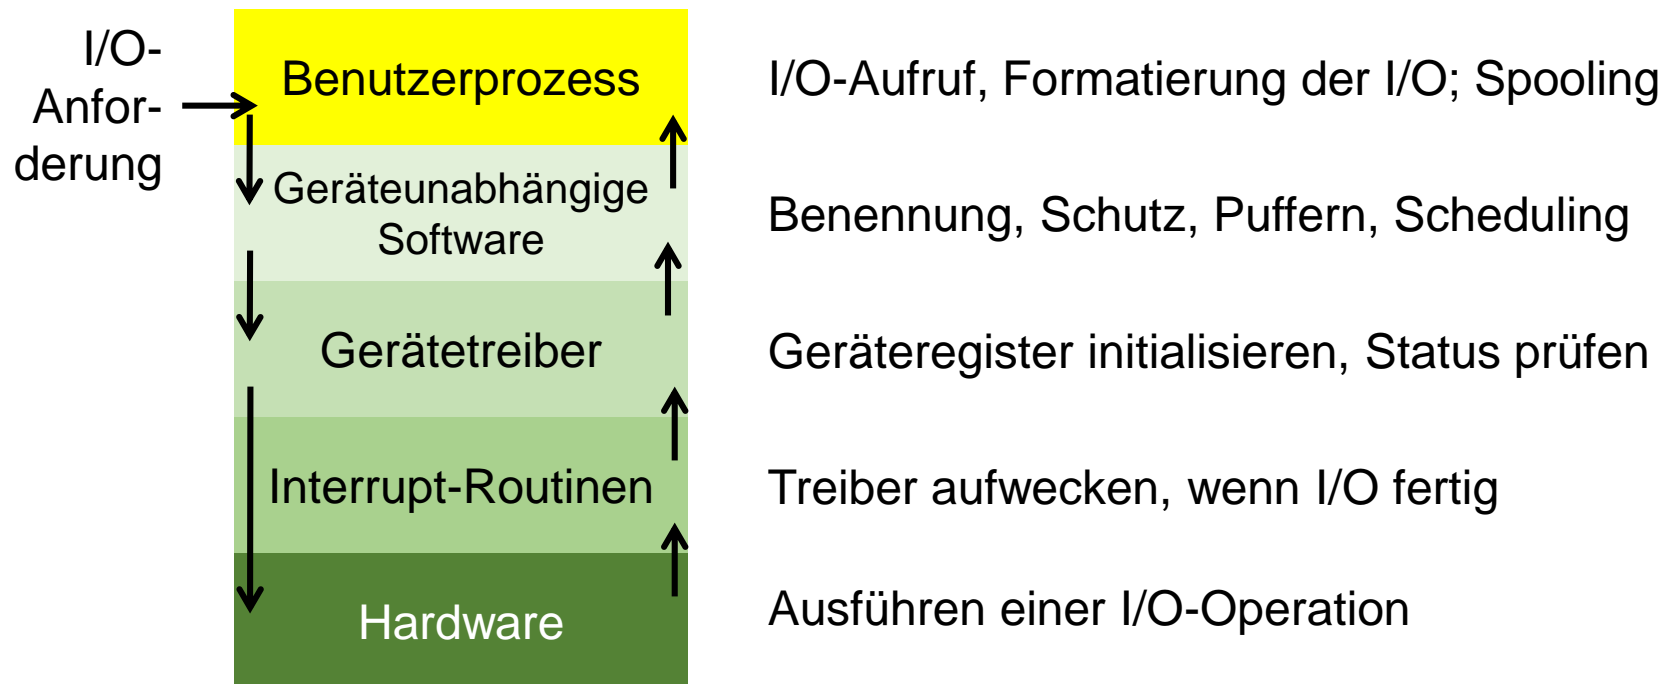 I/O-
Anfor-
derung
Benutzerprozess
I/O-Aufruf, Formatierung der I/O; Spooling
Geräteunabhängige
Software
Benennung, Schutz, Puffern, Scheduling
Gerätetreiber
Geräteregister initialisieren, Status prüfen
Interrupt-Routinen
Treiber aufwecken, wenn I/O fertig
Hardware
Ausführen einer I/O-Operation